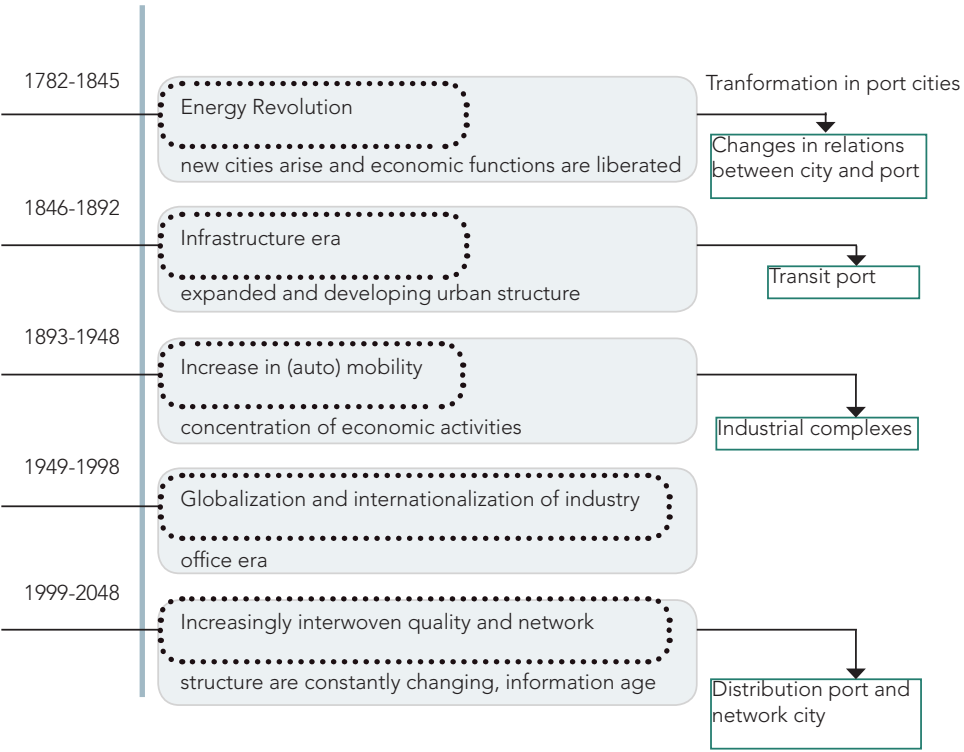 1782-1845
Energy Revolution
new cities arise and economic functions are liberated
Tranformation in port cities
Changes in relations
between city and port
1846-1892
Infrastructure era
expanded and developing urban structure
Transit port
1893-1948
Increase in (auto) mobility
concentration of economic activities
Industrial complexes
1949-1998
Globalization and internationalization of industry
office era
1999-2048
Increasingly interwoven quality and network
structure are constantly changing, information age
Distribution port and
network city